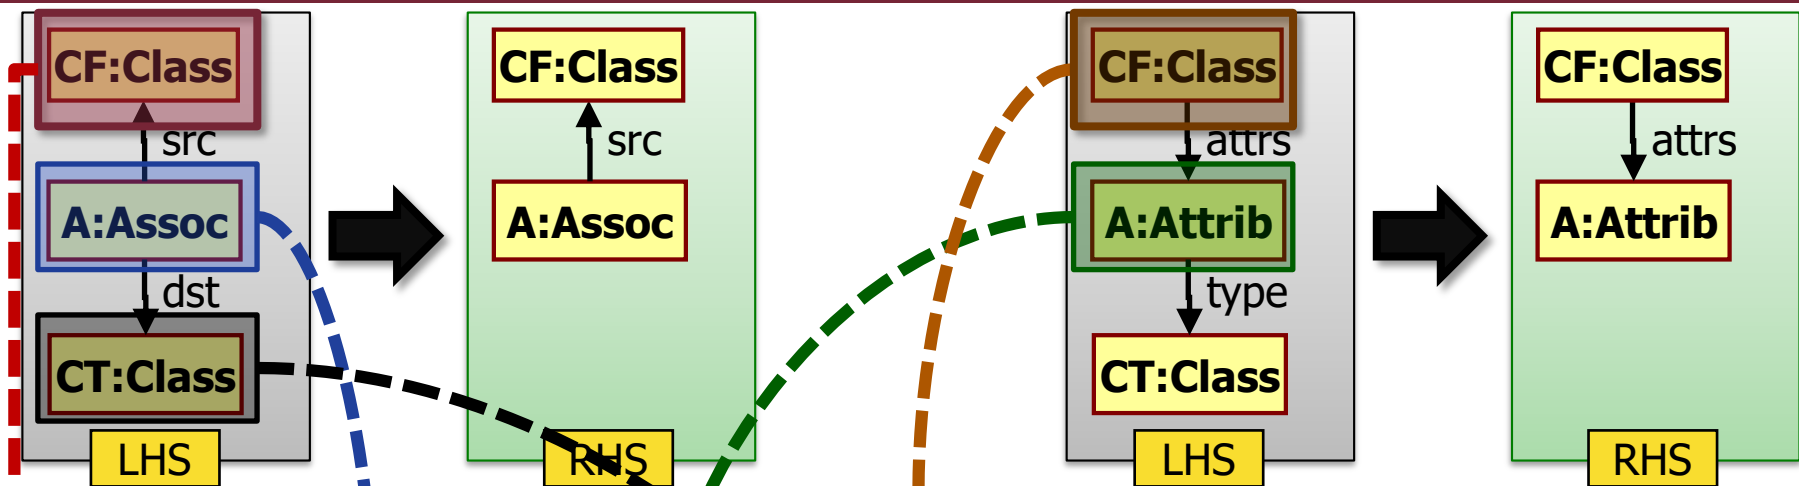 CF:Class
src
A:Assoc
dst
CT:Class
LHS
CF:Class
src
A:Assoc
RHS
CF:Class
attrs
A:Attrib
type
CT:Class
LHS
CF:Class
attrs
A:Attrib
RHS